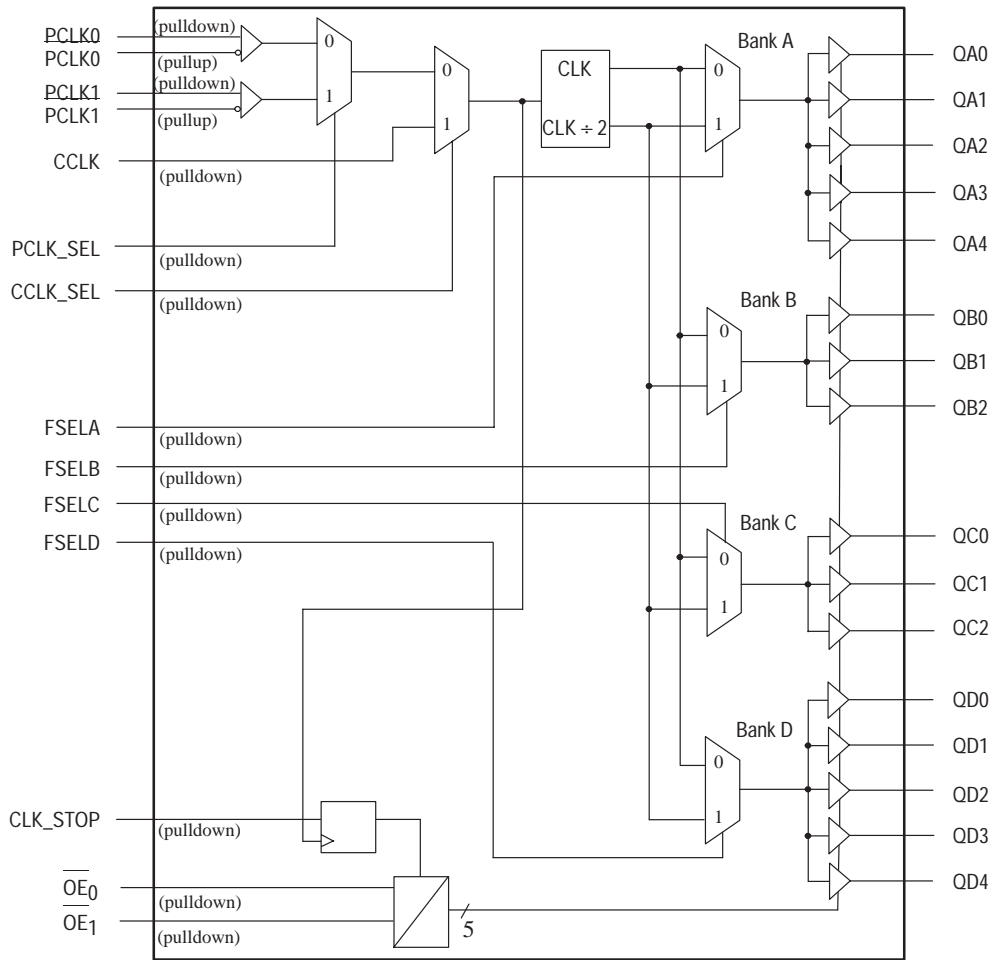 PCLK0
(pulldown)
PCLK0
(pullup)
PCLK1
(pulldown)
PCLK1
(pullup)
CCLK
(pulldown)
PCLK_SEL
(pulldown)
CCLK_SEL
(pulldown)
0
1
0
1
CLK
CLK ÷ 2
Bank A
0
1
QA0
QA1
QA2
QA3
QA4
Bank B
0
1
QB0
QB1
QB2
FSELA
(pulldown)
FSELB
(pulldown)
FSELC
(pulldown)
FSELD
(pulldown)
Bank C
0
1
QC0
QC1
QC2
Bank D
0
1
QD0
QD1
QD2
QD3
QD4
CLK_STOP
(pulldown)
OE0
(pulldown)
OE1
(pulldown)
5